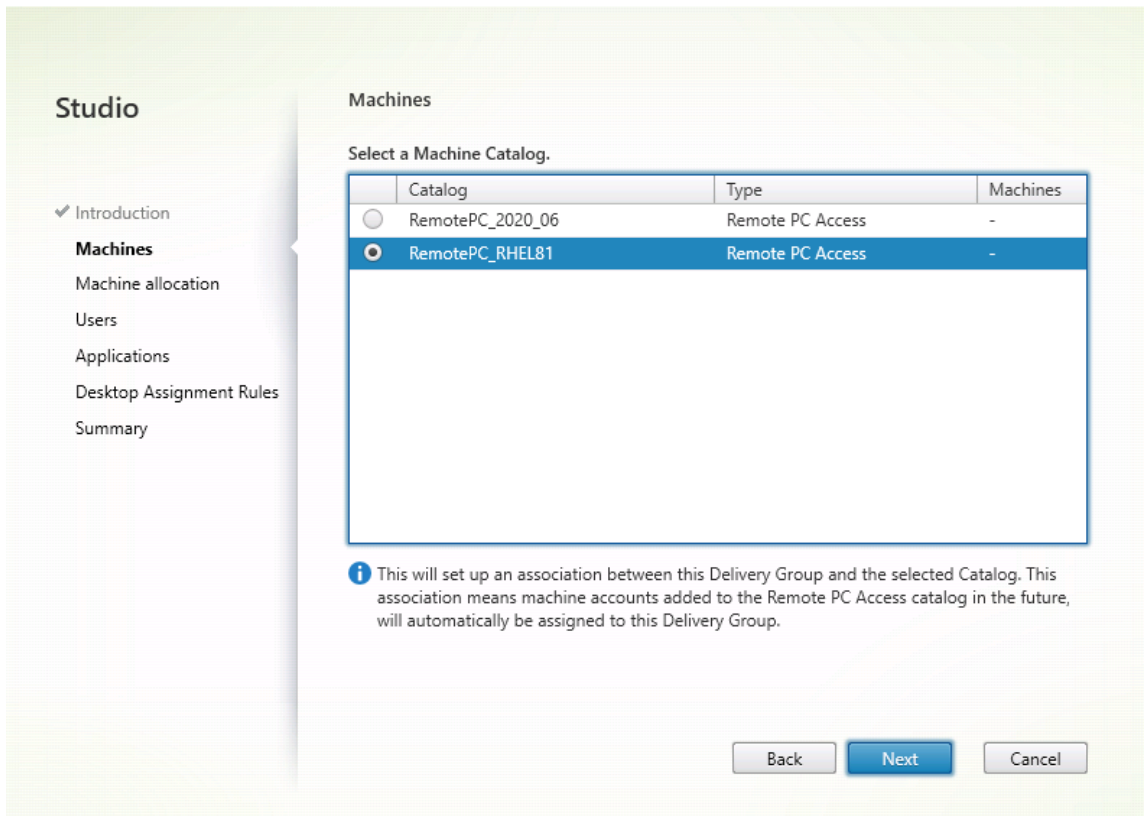 Studio
Introduction
Machines
Machine allocation
Users
Applications
Desktop Assignment Rules
Summary
Machines
Select a Machine Catalog.
Catalog Type Machines
RemotePC_2020_06 Remote PC Access -
RemotePC_RHEL81 Remote PC Access -
This will set up an association between this Delivery Group and the selected Catalog. This
association means machine accounts added to the Remote PC Access catalog in the future,
will automatically be assigned to this Delivery Group.
Back Next Cancel